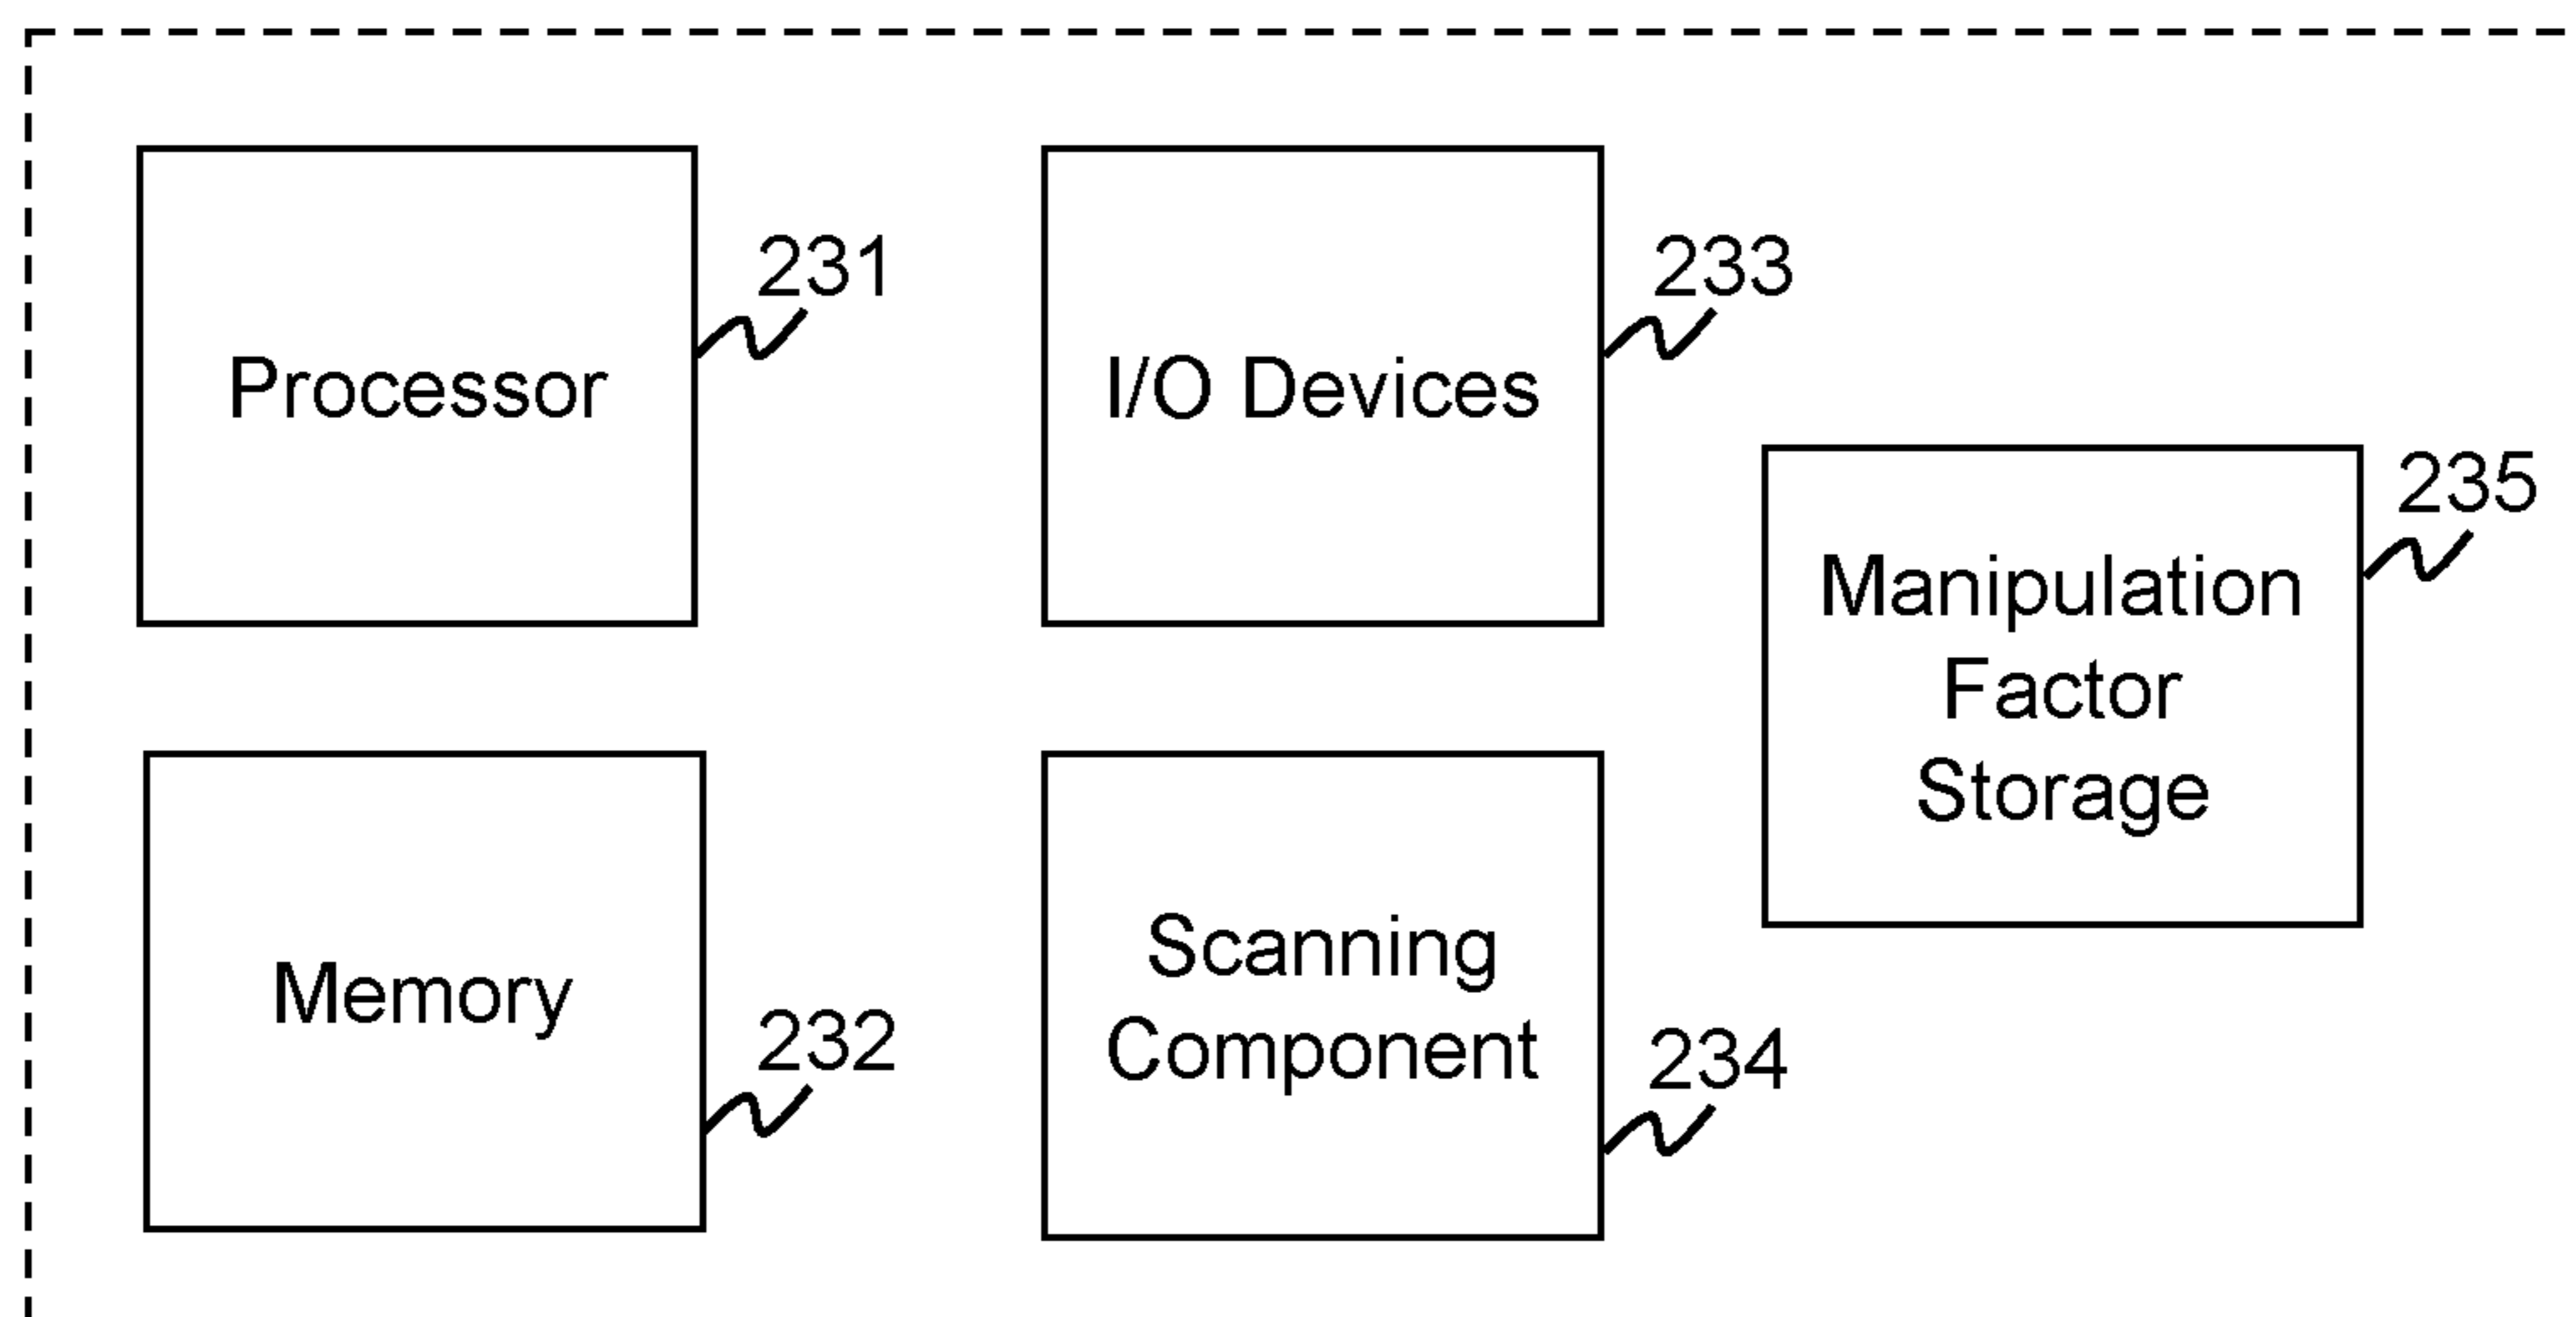 Processor
231
I/O Devices
233
Manipulation
Factor
Storage
235
Memory
232
Scanning
Component
234